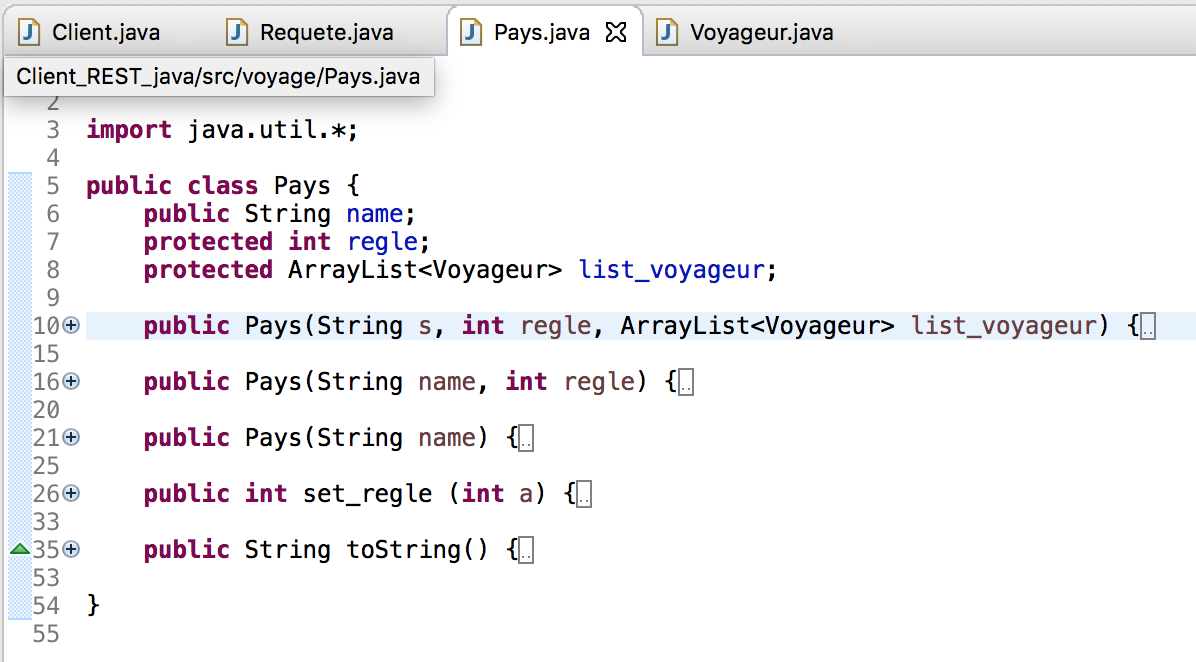 Client.java Requete.java Pays.java Voyageur.java
Client_REST_java/src/voyage/Pays.java
2
3 import java.util.*;
4
5 public class Pays {
6 public String name;
7 protected int regle;
8 protected ArrayList<Voyageur> list_voyageur;
9
10 public Pays(String s, int regle, ArrayList<Voyageur> list_voyageur) {..
15
16 public Pays(String name, int regle) {..
20
21 public Pays(String name) {..
25
26 public int set_regle (int a) {..
33
35 public String toString() {..
53
54 }
55